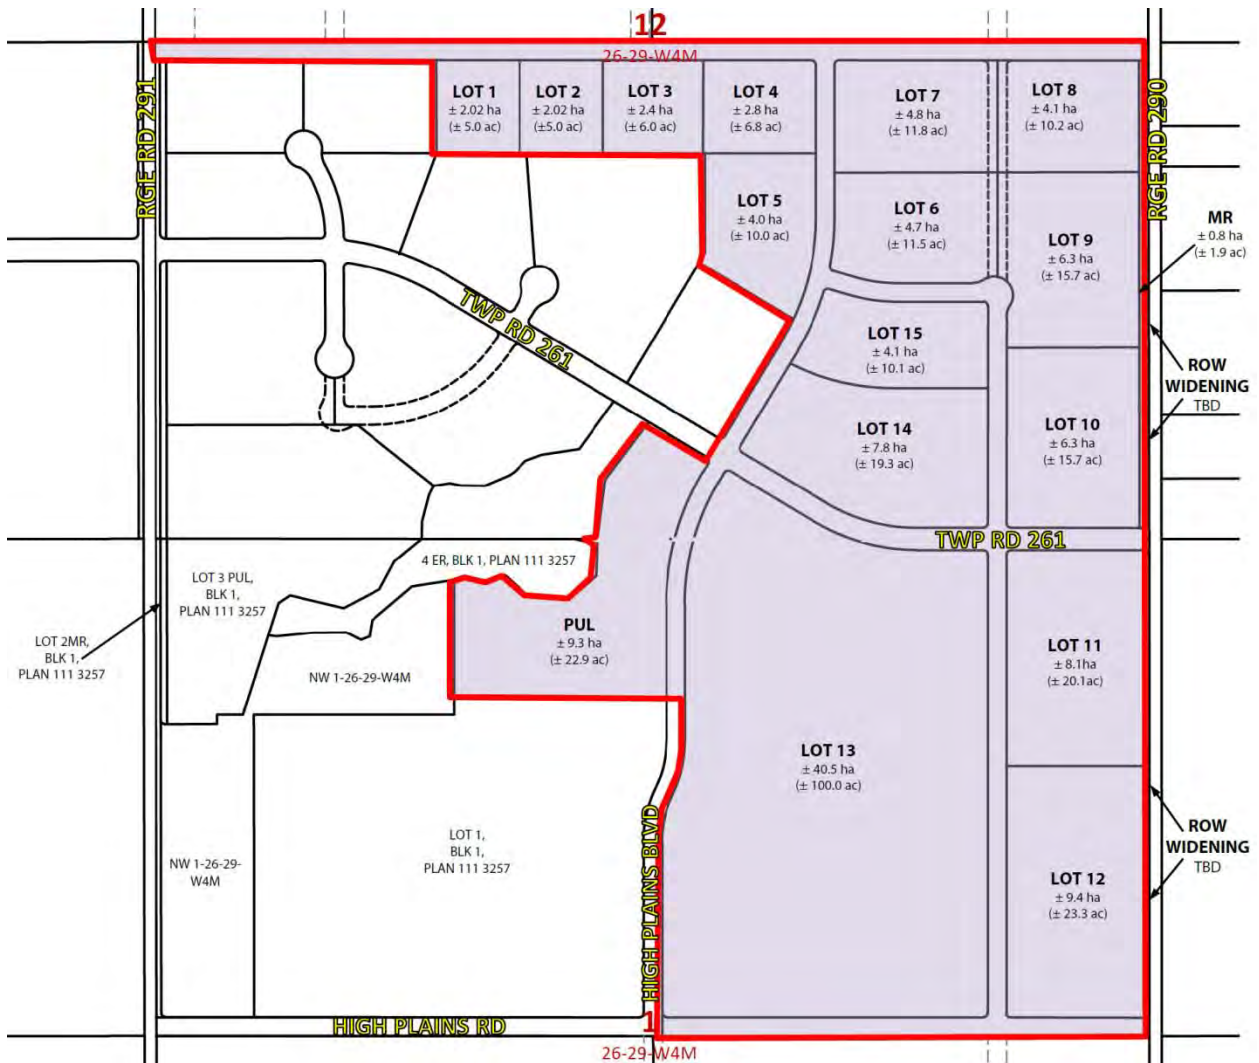 12
26-29-W4M
RGE RD 291
RGE RD 290
LOT 1
± 2.02 ha
(± 5.0 ac)
LOT 2
± 2.02 ha
(±5.0 ac)
LOT 3
± 2.4 ha
(± 6.0 ac)
LOT 4
± 2.8 ha
(± 6.8 ac)
LOT 7
± 4.8 ha
(± 11.8 ac)
LOT 8
± 4.1 ha
(± 10.2 ac)
LOT 5
± 4.0 ha
(± 10.0 ac)
LOT 6
± 4.7 ha
(± 11.5 ac)
LOT 9
± 6.3 ha
(± 15.7 ac)
MR
± 0.8 ha
(± 1.9 ac)
TWP RD 261
LOT 15
± 4.1 ha
(± 10.1 ac)
ROW
WIDENING
TBD
LOT 14
± 7.8 ha
(± 19.3 ac)
LOT 10
± 6.3 ha
(± 15.7 ac)
TWP RD 261
4 ER, BLK 1, PLAN 111 3257
LOT 3 PUL,
BLK 1,
PLAN 111 3257
LOT 2MR,
BLK 1,
PLAN 111 3257
NW 1-26-29-W4M
PUL
± 9.3 ha
(± 22.9 ac)
LOT 11
± 8.1ha
(± 20.1ac)
LOT 13
± 40.5 ha
(± 100.0 ac)
NW 1-26-29-
W4M
LOT 1,
BLK 1,
PLAN 111 3257
HIGH PLAINS BLVD
ROW
WIDENING
TBD
LOT 12
± 9.4 ha
(± 23.3 ac)
HIGH PLAINS RD
1
26-29-W4M